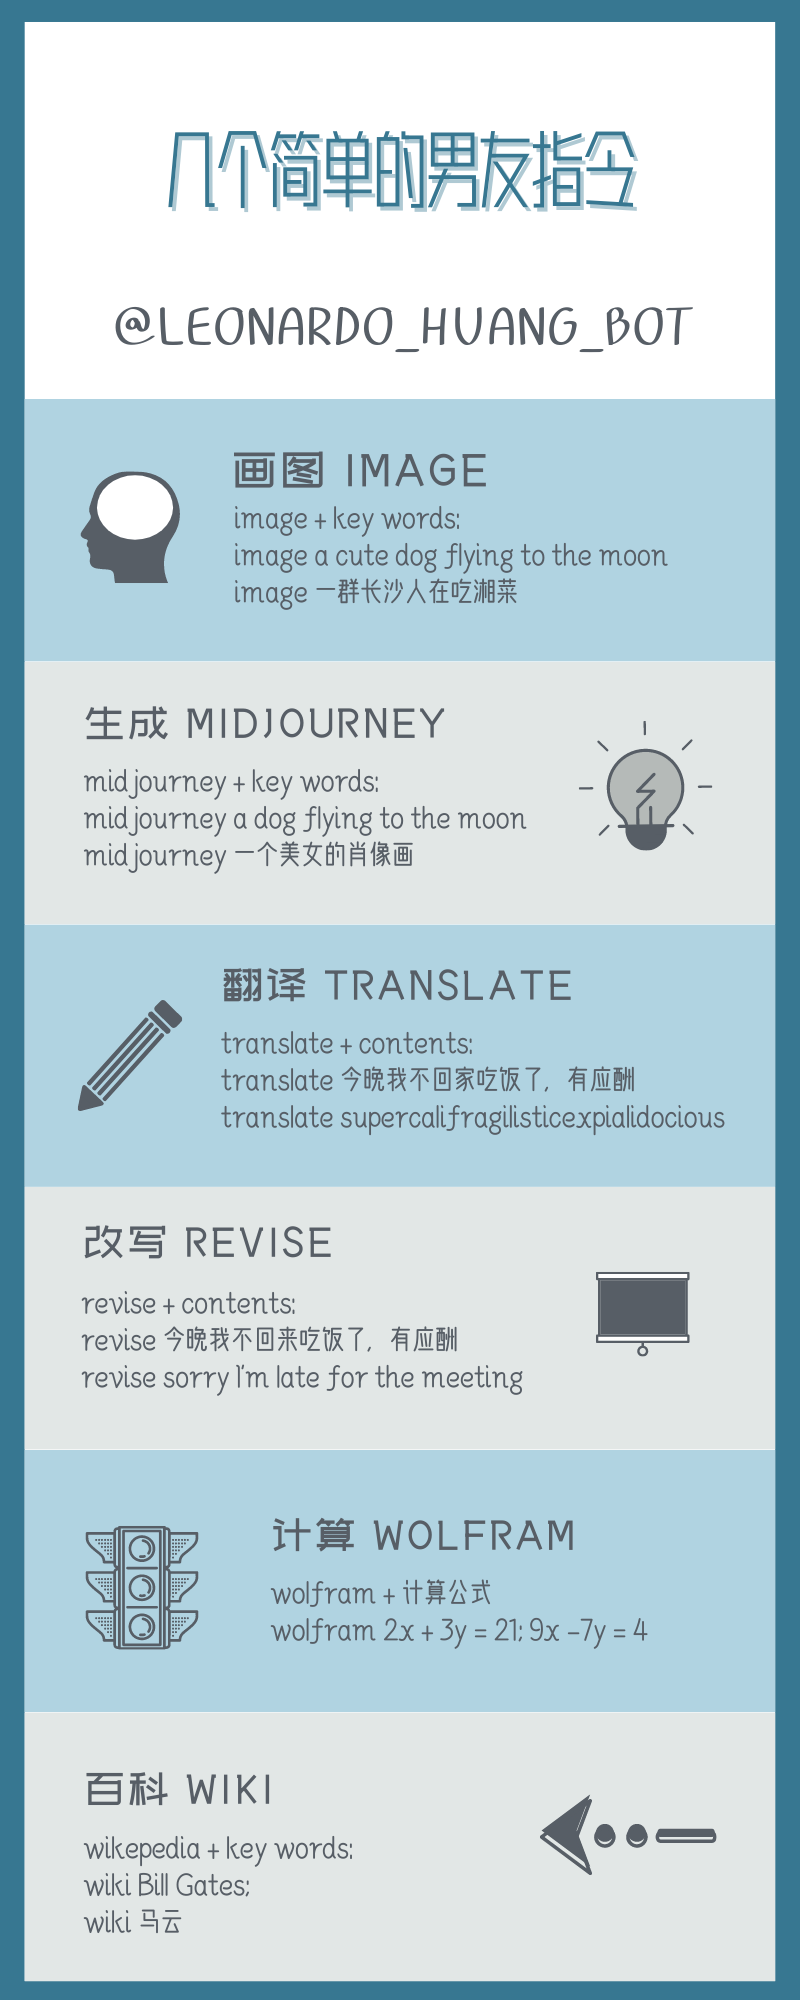 几个简单的男友指令
@LEONARDO_HUANG_BOT
画图 IMAGE
image + key words:
image a cute dog flying to the moon
image 一群长沙人在吃湘菜
生成 MIDJOURNEY
midjourney + key words:
midjourney a dog flying to the moon
midjourney 一个美女的肖像画
翻译 TRANSLATE
translate + contents:
translate 今晚我不回家吃饭了，有应酬
translate supercalifragilisticexpialidocious
改写 REVISE
revise + contents:
revise 今晚我不回来吃饭了，有应酬
revise sorry I'm late for the meeting
计算 WOLFRAM
wolfram + 计算公式
wolfram 2x + 3y = 21; 9x -7y = 4
百科 WIKI
wikepedia + key words:
wiki Bill Gates;
wiki 马云